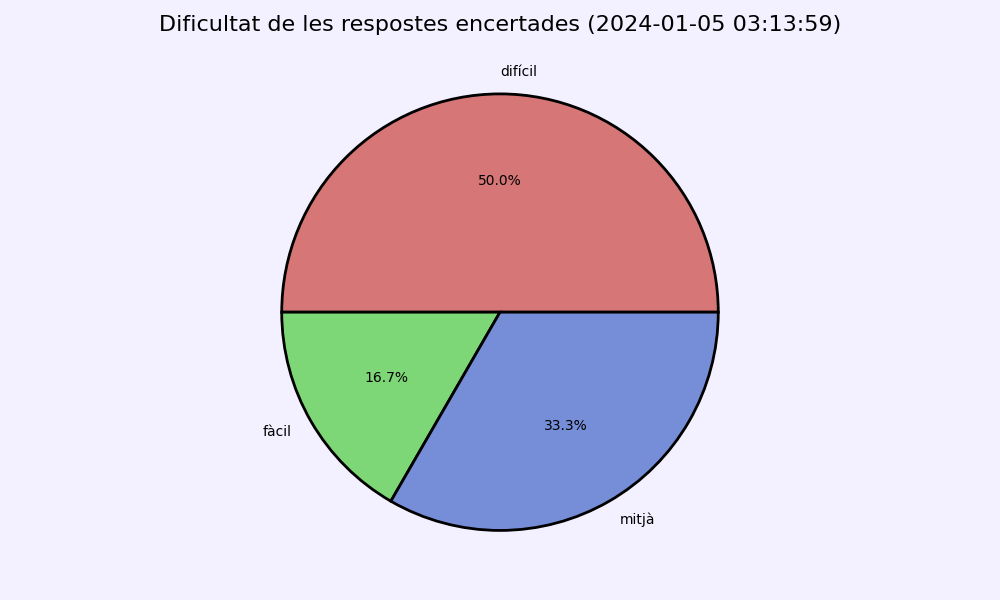 Dificultat de les respostes encertades (2024-01-05 03:13:59)
difícil
50.0%
16.7%
33.3%
fàcil
mitjà